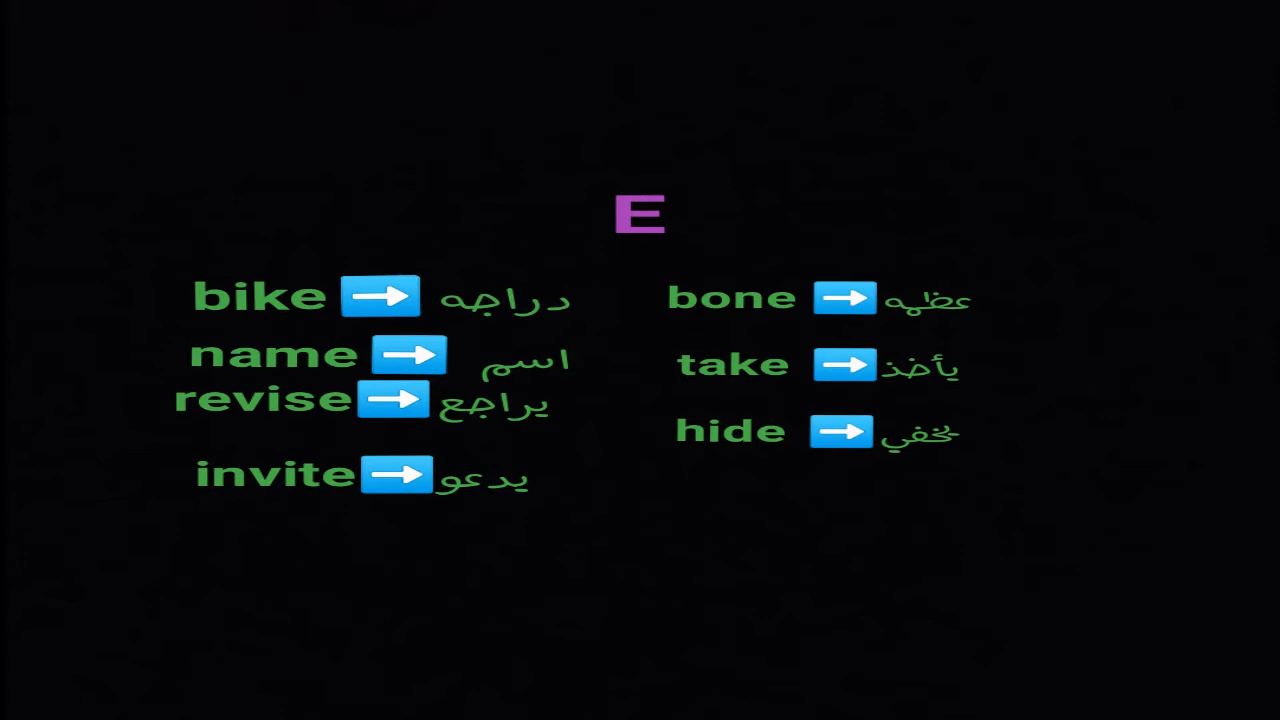 E
bike ➡ دراجه
name ➡ اسم
revise ➡ يراجع
invite ➡ يدعو
bone ➡ عظمه
take ➡ يأخذ
hide ➡ يخفي